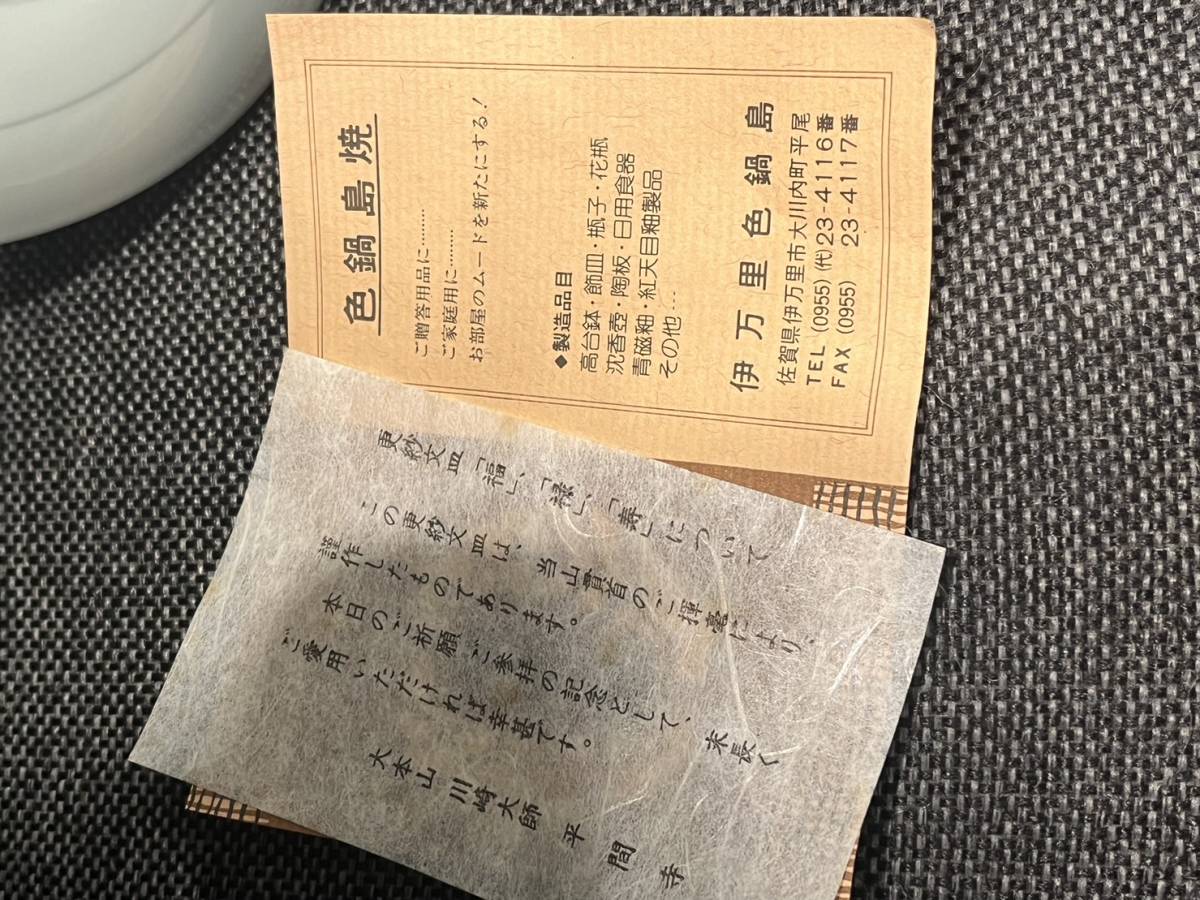 色鍋島焼
ご贈答用品に………
ご家庭用に………
お部屋のムードを新たにする！
◆製造品目
高台鉢・飾皿・瓶子・花瓶
沈香壺・陶板・日用食器
青磁釉・紅天目釉製品
その他……
伊万里色鍋島
佐賀県伊万里市大川内町平尾
TEL (0955) (代)23-4116番
FAX (0955) 23-4117番
更紗文皿「福」、「禄」、「寿」について
この更紗文皿は、当山貫首のご揮毫により、
謹作したものであります。
本日のご祈願 ご参拝の記念として、末長く
ご愛用いただければ幸甚です。
大本山 川崎大師 平間寺